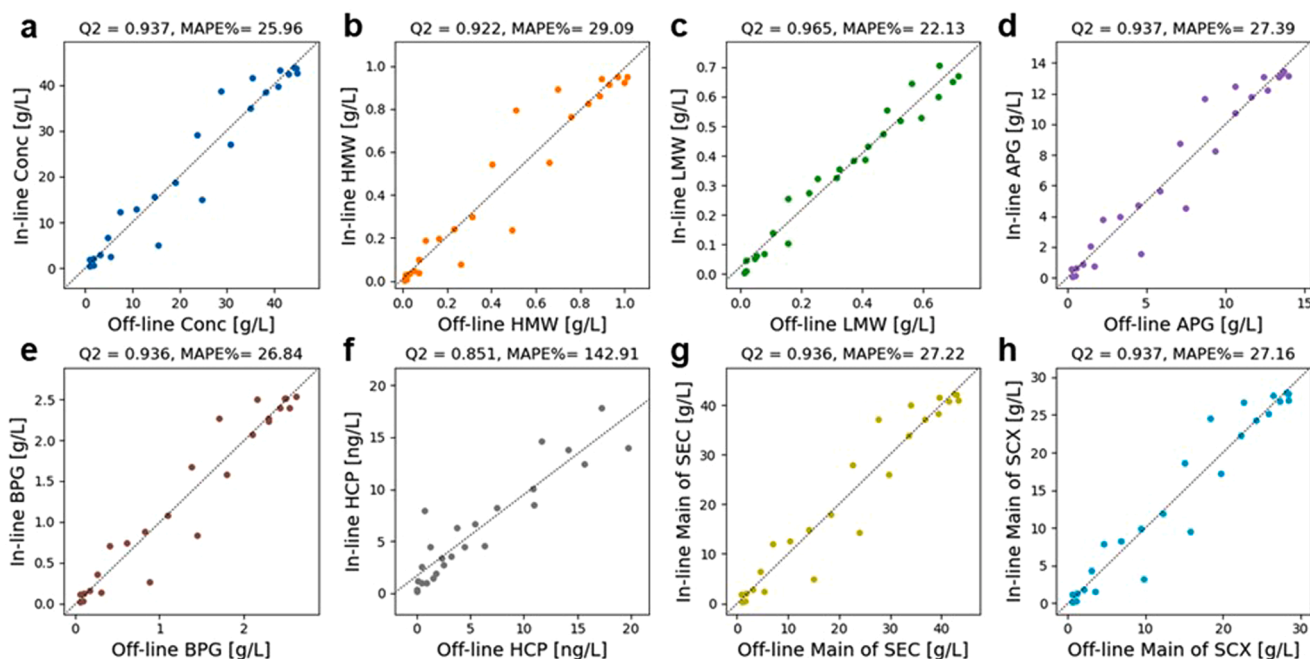 a
Q2 = 0.937, MAPE%= 25.96
In-line Conc [g/L]
40
30
20
10
0
0 10 20 30 40
Off-line Conc [g/L]
b
Q2 = 0.922, MAPE%= 29.09
In-line HMW [g/L]
1.0
0.8
0.6
0.4
0.2
0.0
0.0 0.2 0.4 0.6 0.8 1.0
Off-line HMW [g/L]
c
Q2 = 0.965, MAPE%= 22.13
In-line LMW [g/L]
0.7
0.6
0.5
0.4
0.3
0.2
0.1
0.0
0.0 0.2 0.4 0.6
Off-line LMW [g/L]
d
Q2 = 0.937, MAPE%= 27.39
In-line APG [g/L]
14
12
10
8
6
4
2
0
0 5 10 15
Off-line APG [g/L]
e
Q2 = 0.936, MAPE%= 26.84
In-line BPG [g/L]
2.5
2.0
1.5
1.0
0.5
0.0
0 1 2
Off-line BPG [g/L]
f
Q2 = 0.851, MAPE%= 142.91
In-line HCP [ng/L]
20
15
10
5
0
0 5 10 15 20
Off-line HCP [ng/L]
g
Q2 = 0.936, MAPE%= 27.22
In-line Main of SEC [g/L]
40
30
20
10
0
0 10 20 30 40
Off-line Main of SEC [g/L]
h
Q2 = 0.937, MAPE%= 27.16
In-line Main of SCX [g/L]
30
25
20
15
10
5
0
0 10 20 30
Off-line Main of SCX [g/L]